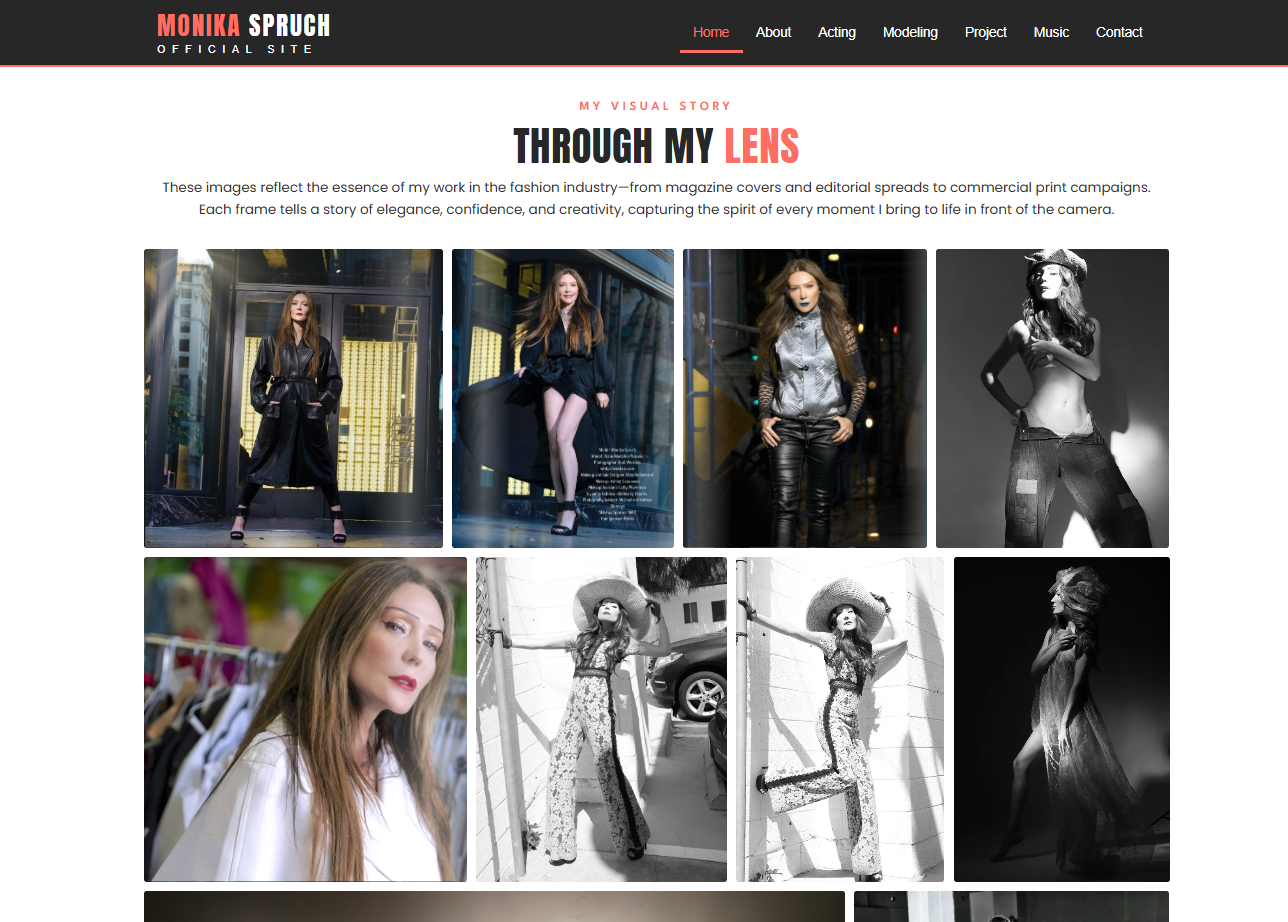 MONIKA SPRUCH
OFFICIAL SITE
Home About Acting Modeling Project Music Contact
MY VISUAL STORY
THROUGH MY LENS
These images reflect the essence of my work in the fashion industry—from magazine covers and editorial spreads to commercial print campaigns.
Each frame tells a story of elegance, confidence, and creativity, capturing the spirit of every moment I bring to life in front of the camera.